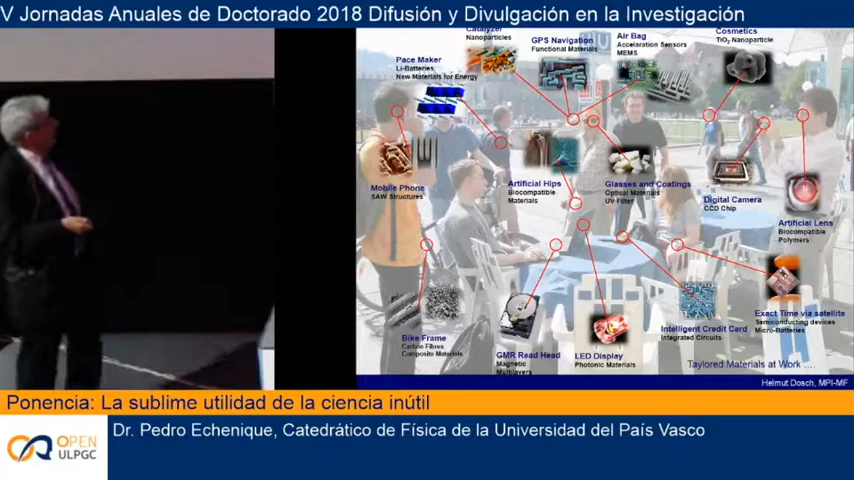 V Jornadas Anuales de Doctorado 2018 Difusión y Divulgación en la Investigación
Catalyzer
Nanoparticles
GPS Navigation
Functional Materials
Air Bag
Accelaration Sensors
MEMS
Cosmetics
TiO2 Nanoparticle
Pace Maker
Li-Batteries
New Materials for Energy
Mobile Phone
SAW Structures
Artificial Hips
Biocompatible
Materials
Glasses and Coatings
Optical Materials
UV Filter
Digital Camera
CCD Chip
Artificial Lens
Biocompatible
Polymers
Bike Frame
Carbon Fibres
Composite Materials
GMR Read Head
Magnetic
Multilayers
LED Display
Photonic Materials
Intelligent Credit Card
Integrated Circuits
Exact Time via satellite
Semiconducting devices
Micro-Batteries
Taylored Materials at Work ....
Helmut Dosch, MPI-MF
Ponencia: La sublime utilidad de la ciencia inútil
Dr. Pedro Echenique, Catedrático de Física de la Universidad del País Vasco
OPEN
ULPGC